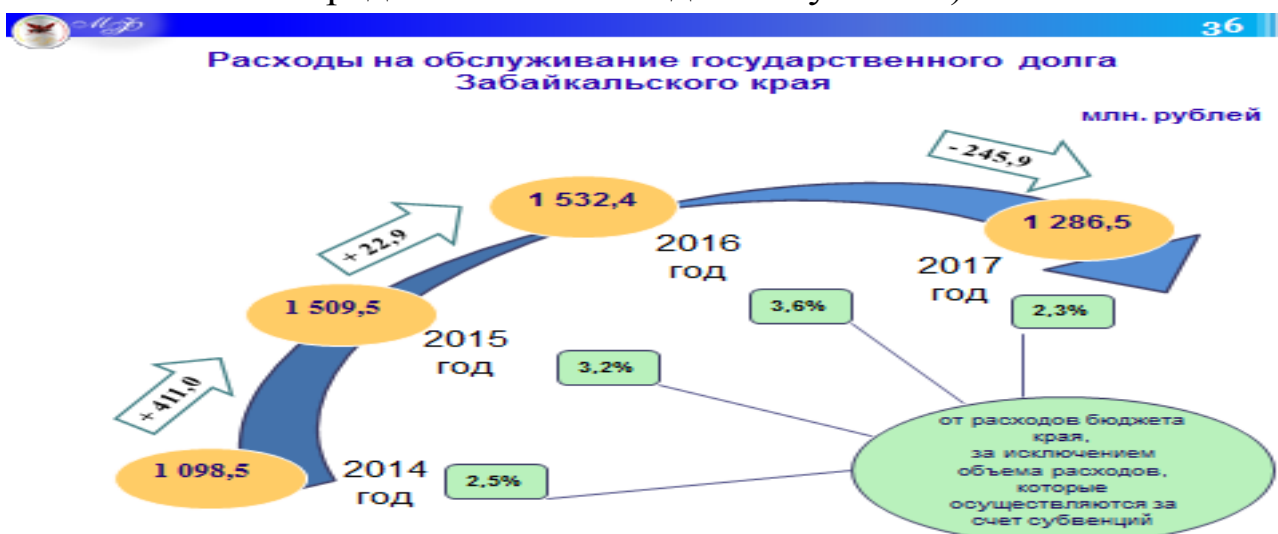 МФ
36
Расходы на обслуживание государственного долга
Забайкальского края
млн. рублей
- 245,9
1 532,4
2016
год
1 286,5
2017
год
+ 22,9
3,6%
2,3%
1 509,5
2015
год
3,2%
+ 411,0
1 098,5
2014
год
2,5%
от расходов бюджета
края,
за исключением
объема расходов,
которые
осуществляются за
счет субвенций